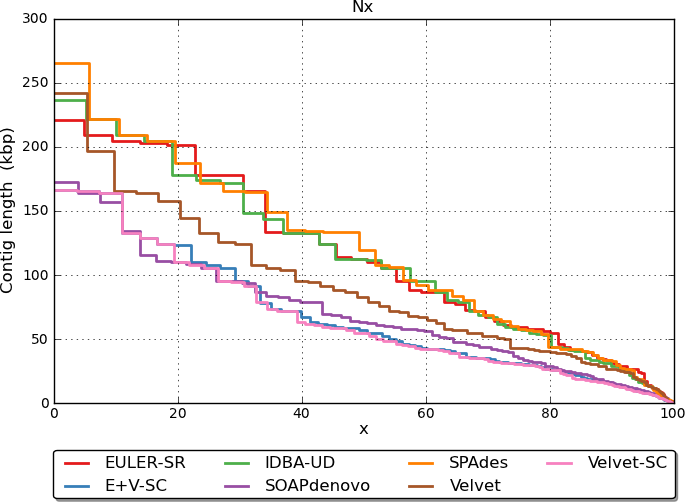 Nx
300
250
200
150
100
50
0
Contig length (kbp)
0 20 40 60 80 100
x
EULER-SR IDBA-UD SPAdes Velvet-SC
E+V-SC SOAPdenovo Velvet